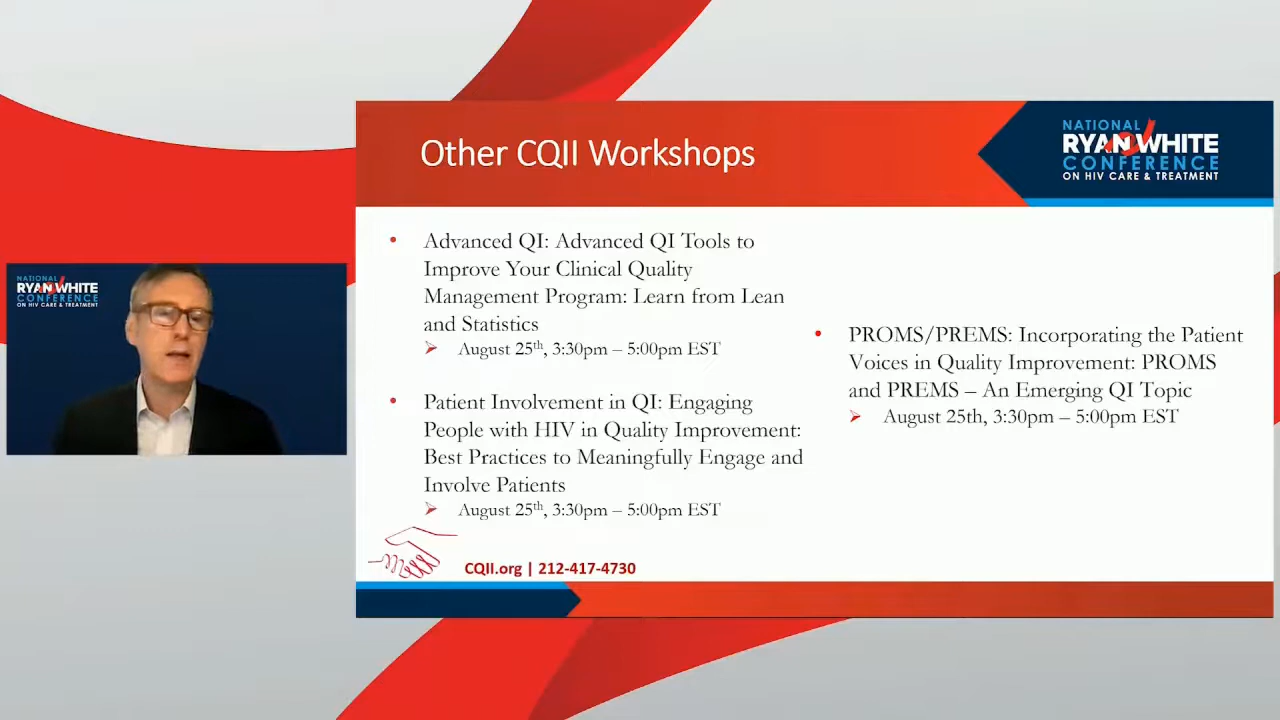 Other CQII Workshops
NATIONAL
RYAN WHITE
CONFERENCE
ON HIV CARE & TREATMENT
• Advanced QI: Advanced QI Tools to
Improve Your Clinical Quality
Management Program: Learn from Lean
and Statistics
➢ August 25th, 3:30pm – 5:00pm EST
• Patient Involvement in QI: Engaging
People with HIV in Quality Improvement:
Best Practices to Meaningfully Engage and
Involve Patients
➢ August 25th, 3:30pm – 5:00pm EST
• PROMS/PREMS: Incorporating the Patient
Voices in Quality Improvement: PROMS
and PREMS – An Emerging QI Topic
➢ August 25th, 3:30pm – 5:00pm EST
CQII.org | 212-417-4730
NATIONAL
RYAN WHITE
CONFERENCE
ON HIV CARE & TREATMENT